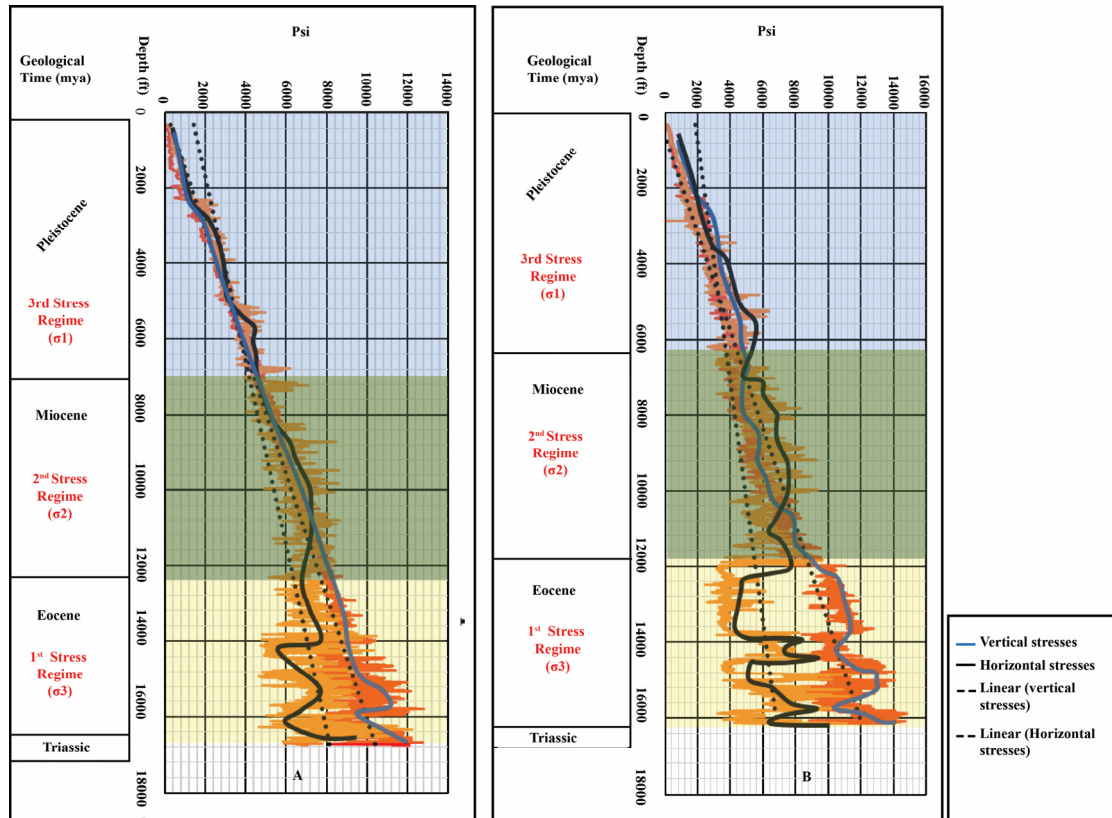 Psi
Geological
Time (mya)
Depth (ft)
0
2000
4000
6000
8000
10000
12000
14000
0
2000
4000
6000
8000
10000
12000
14000
16000
18000
Pleistocene
3rd Stress
Regime
(σ1)
Miocene
2nd Stress
Regime
(σ2)
Eocene
1st Stress
Regime
(σ3)
Triassic
A
Psi
Geological
Time (mya)
Depth (ft)
0
2000
4000
6000
8000
10000
12000
14000
16000
0
2000
4000
6000
8000
10000
12000
14000
16000
18000
Pleistocene
3rd Stress
Regime
(σ1)
Miocene
2nd Stress
Regime
(σ2)
Eocene
1st Stress
Regime
(σ3)
Triassic
B
Vertical stresses
Horizontal stresses
Linear (vertical
stresses)
Linear (Horizontal
stresses)